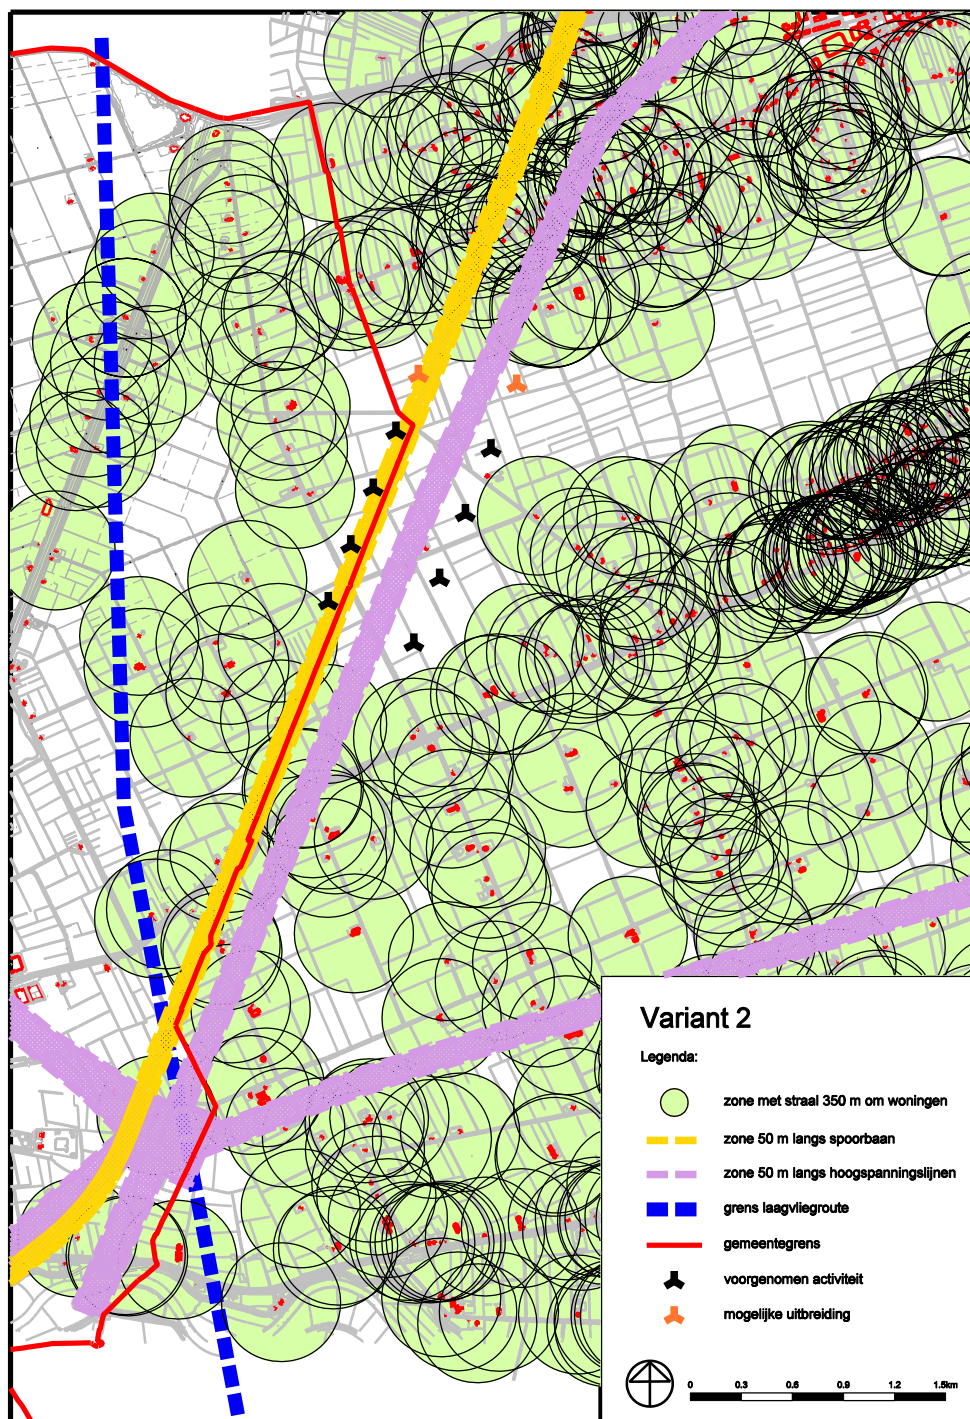 Variant 2
Legenda:
zone met straal 350 m om woningen
zone 50 m langs spoorbaan
zone 50 m langs hoogspanningslijnen
grens laagvliegroute
gemeentegrens
voorgenomen activiteit
mogelijke uitbreiding
0 0.3 0.6 0.9 1.2 1.5km